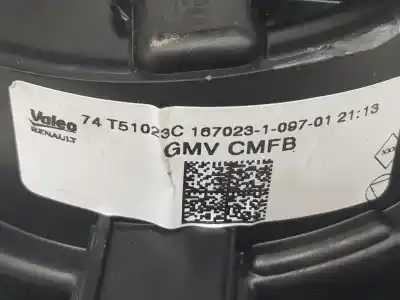 Valeo 74 T51023C 167023-1-097-01 21:13
RENAULT
GMV CMFB